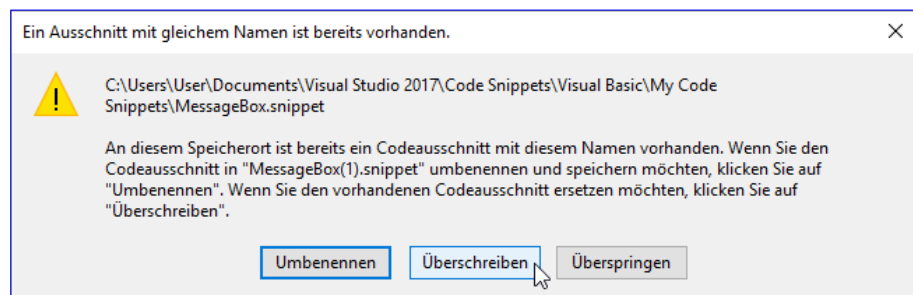 Ein Ausschnitt mit gleichem Namen ist bereits vorhanden.
C:\Users\User\Documents\Visual Studio 2017\Code Snippets\Visual Basic\My Code
Snippets\MessageBox.snippet
An diesem Speicherort ist bereits ein Codeausschnitt mit diesem Namen vorhanden. Wenn Sie den
Codeausschnitt in "MessageBox(1).snippet" umbenennen und speichern möchten, klicken Sie auf
"Umbenennen". Wenn Sie den vorhandenen Codeausschnitt ersetzen möchten, klicken Sie auf
"Überschreiben".
Umbenennen Überschreiben Überspringen